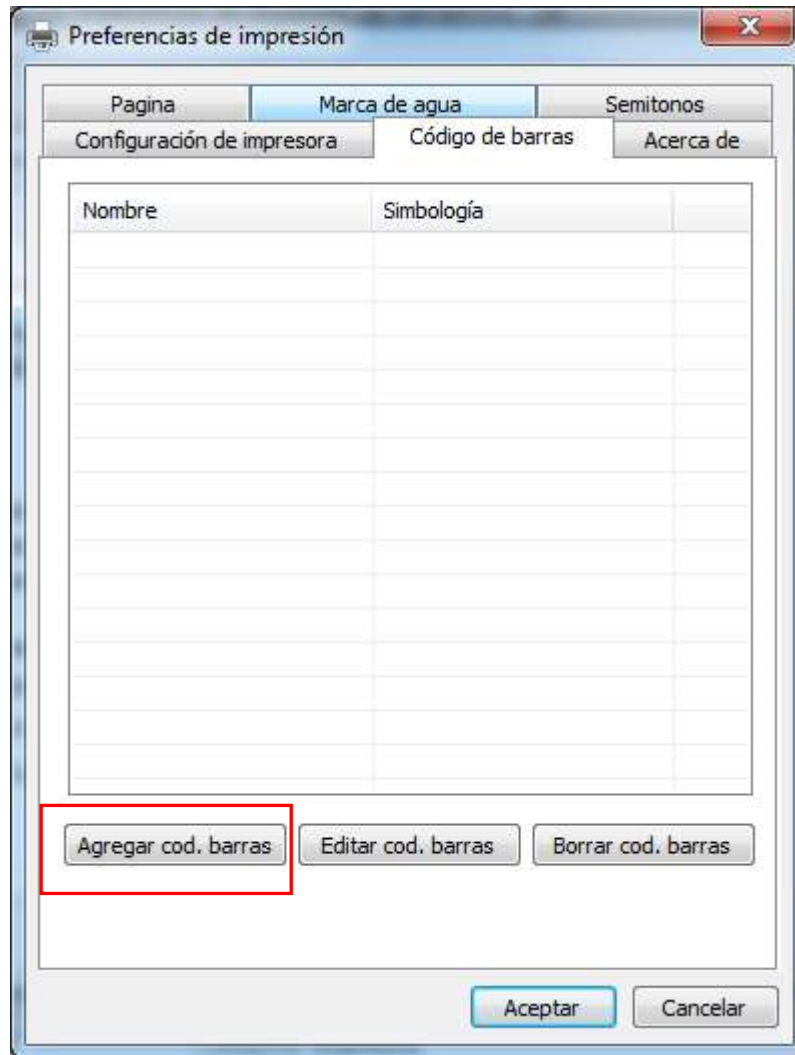 Preferencias de impresión
Pagina Marca de agua Semitonos
Configuración de impresora Código de barras Acerca de
Nombre Simbología
Agregar cod. barras Editar cod. barras Borrar cod. barras
Aceptar Cancelar